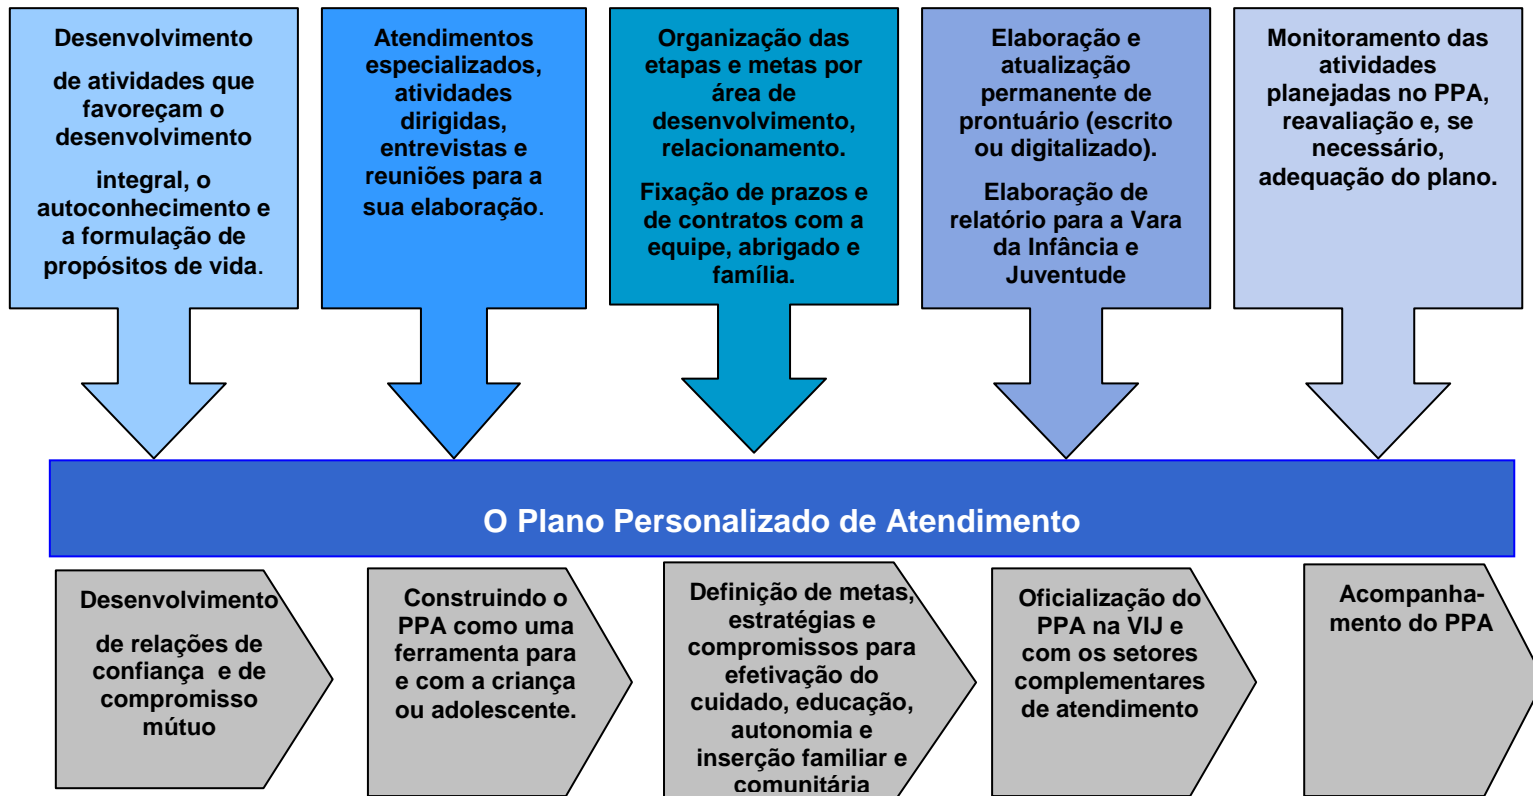 Desenvolvimento
de atividades que
favoreçam o
desenvolvimento
integral, o
autoconhecimento e
a formulação de
propósitos de vida.
Atendimentos
especializados,
atividades
dirigidas,
entrevistas e
reuniões para a
sua elaboração.
Organização das
etapas e metas por
área de
desenvolvimento,
relacionamento.
Fixação de prazos e
de contratos com a
equipe, abrigado e
família.
Elaboração e
atualização
permanente de
prontuário (escrito
ou digitalizado).
Elaboração de
relatório para a Vara
da Infância e
Juventude
Monitoramento das
atividades
planejadas no PPA,
reavaliação e, se
necessário,
adequação do plano.
O Plano Personalizado de Atendimento
Desenvolvimento
de relações de
confiança e de
compromisso
mútuo
Construindo o
PPA como uma
ferramenta para
e com a criança
ou adolescente.
Definição de metas,
estratégias e
compromissos para
efetivação do
cuidado, educação,
autonomia e
inserção familiar e
comunitária
Oficialização do
PPA na VIJ e
com os setores
complementares
de atendimento
Acompanha-
mento do PPA